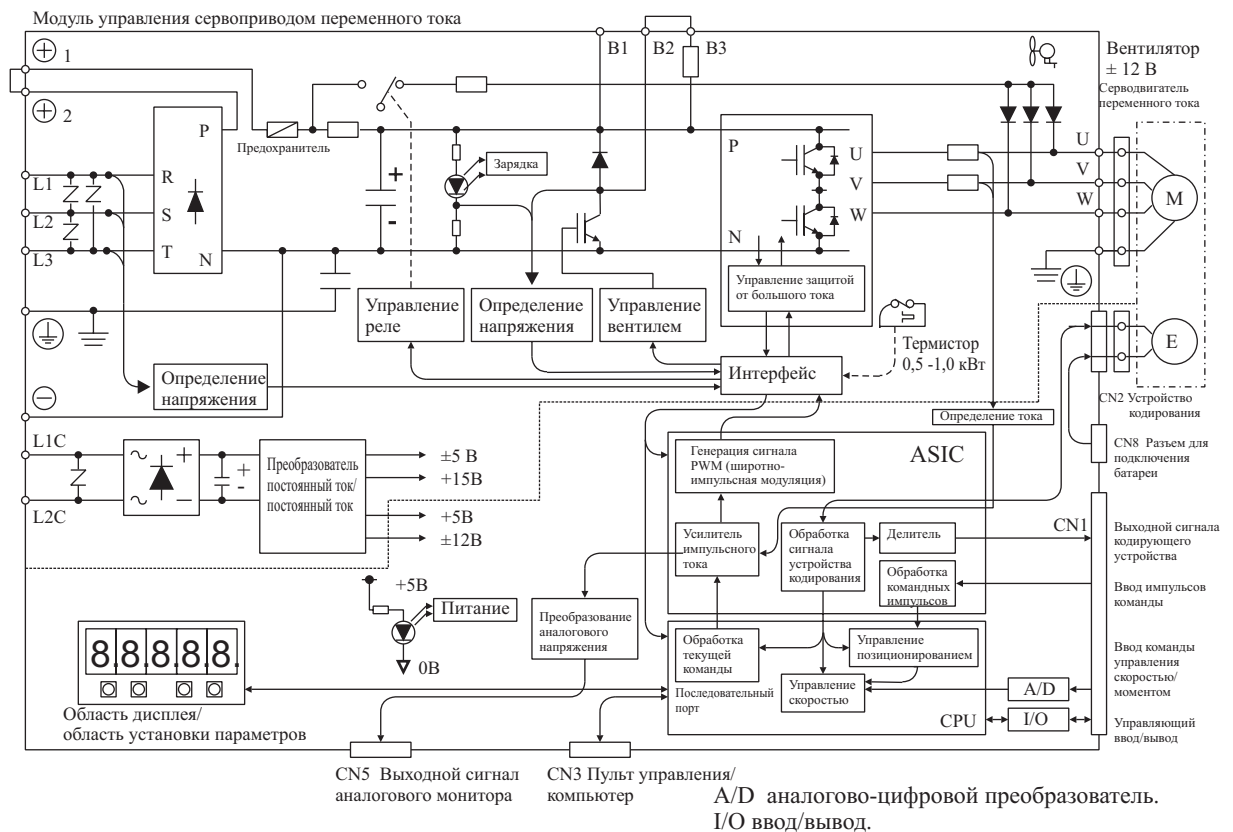 Модуль управления сервоприводом переменного тока
+ 1
+ 2
B1
B2
B3
Вентилятор
± 12 В
Серводвигатель
переменного тока
Предохранитель
P
R
S
T
N
L1
L2
L3
+
-
Зарядка
P
N
U
V
W
U
V
W
M
Управление защитой
от большого тока
Управление
реле
Определение
напряжения
Управление
вентилем
Термистор
0,5 -1,0 кВт
Интерфейс
E
CN2 Устройство
кодирования
Определение
напряжения
−
L1C
L2C
~
+
~
−
+
-
Преобразователь
постоянный ток/
постоянный ток
±5 В
+15В
+5В
±12В
Определение тока
CN8 Разъем для
подключения
батареи
ASIC
Генерация сигнала
PWM (широтно-
импульсная модуляция)
Усилитель
импульсного
тока
Обработка
сигнала
устройства
кодирования
Делитель
Обработка
командных
импульсов
CN1
Выходной сигнала
кодирующего
устройства
Ввод импульсов
команды
Ввод команды
управления
скоростью/
моментом
Управляющий
ввод/вывод
+5В
Питание
0В
Преобразование
аналогового
напряжения
Обработка
текущей
команды
Управление
позиционированием
Последовательный
порт
Управление
скоростью
CPU
A/D
I/O
8.8.8.8.8.
Область дисплея/
область установки параметров
CN5 Выходной сигнал
аналогового монитора
CN3 Пульт управления/
компьютер
A/D аналогово-цифровой преобразователь.
I/O ввод/вывод.